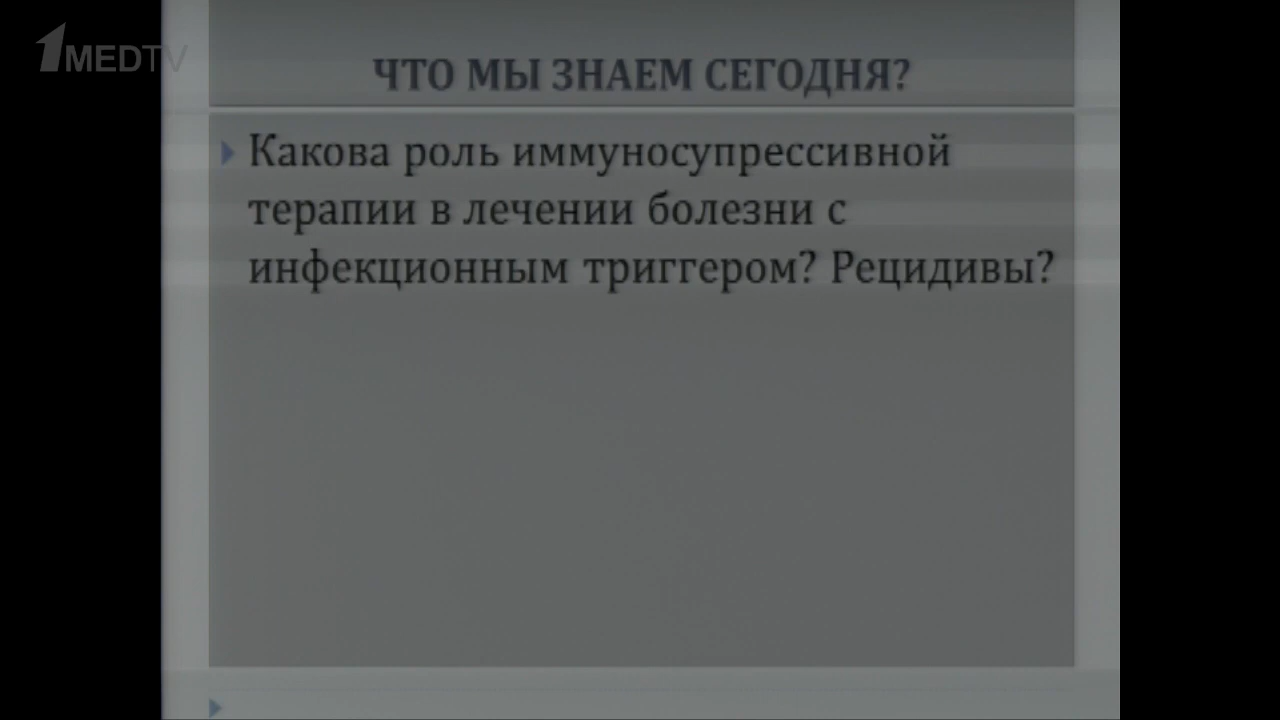 1MEDTV
ЧТО МЫ ЗНАЕМ СЕГОДНЯ?
Какова роль иммуносупрессивной
терапии в лечении болезни с
инфекционным триггером? Рецидивы?